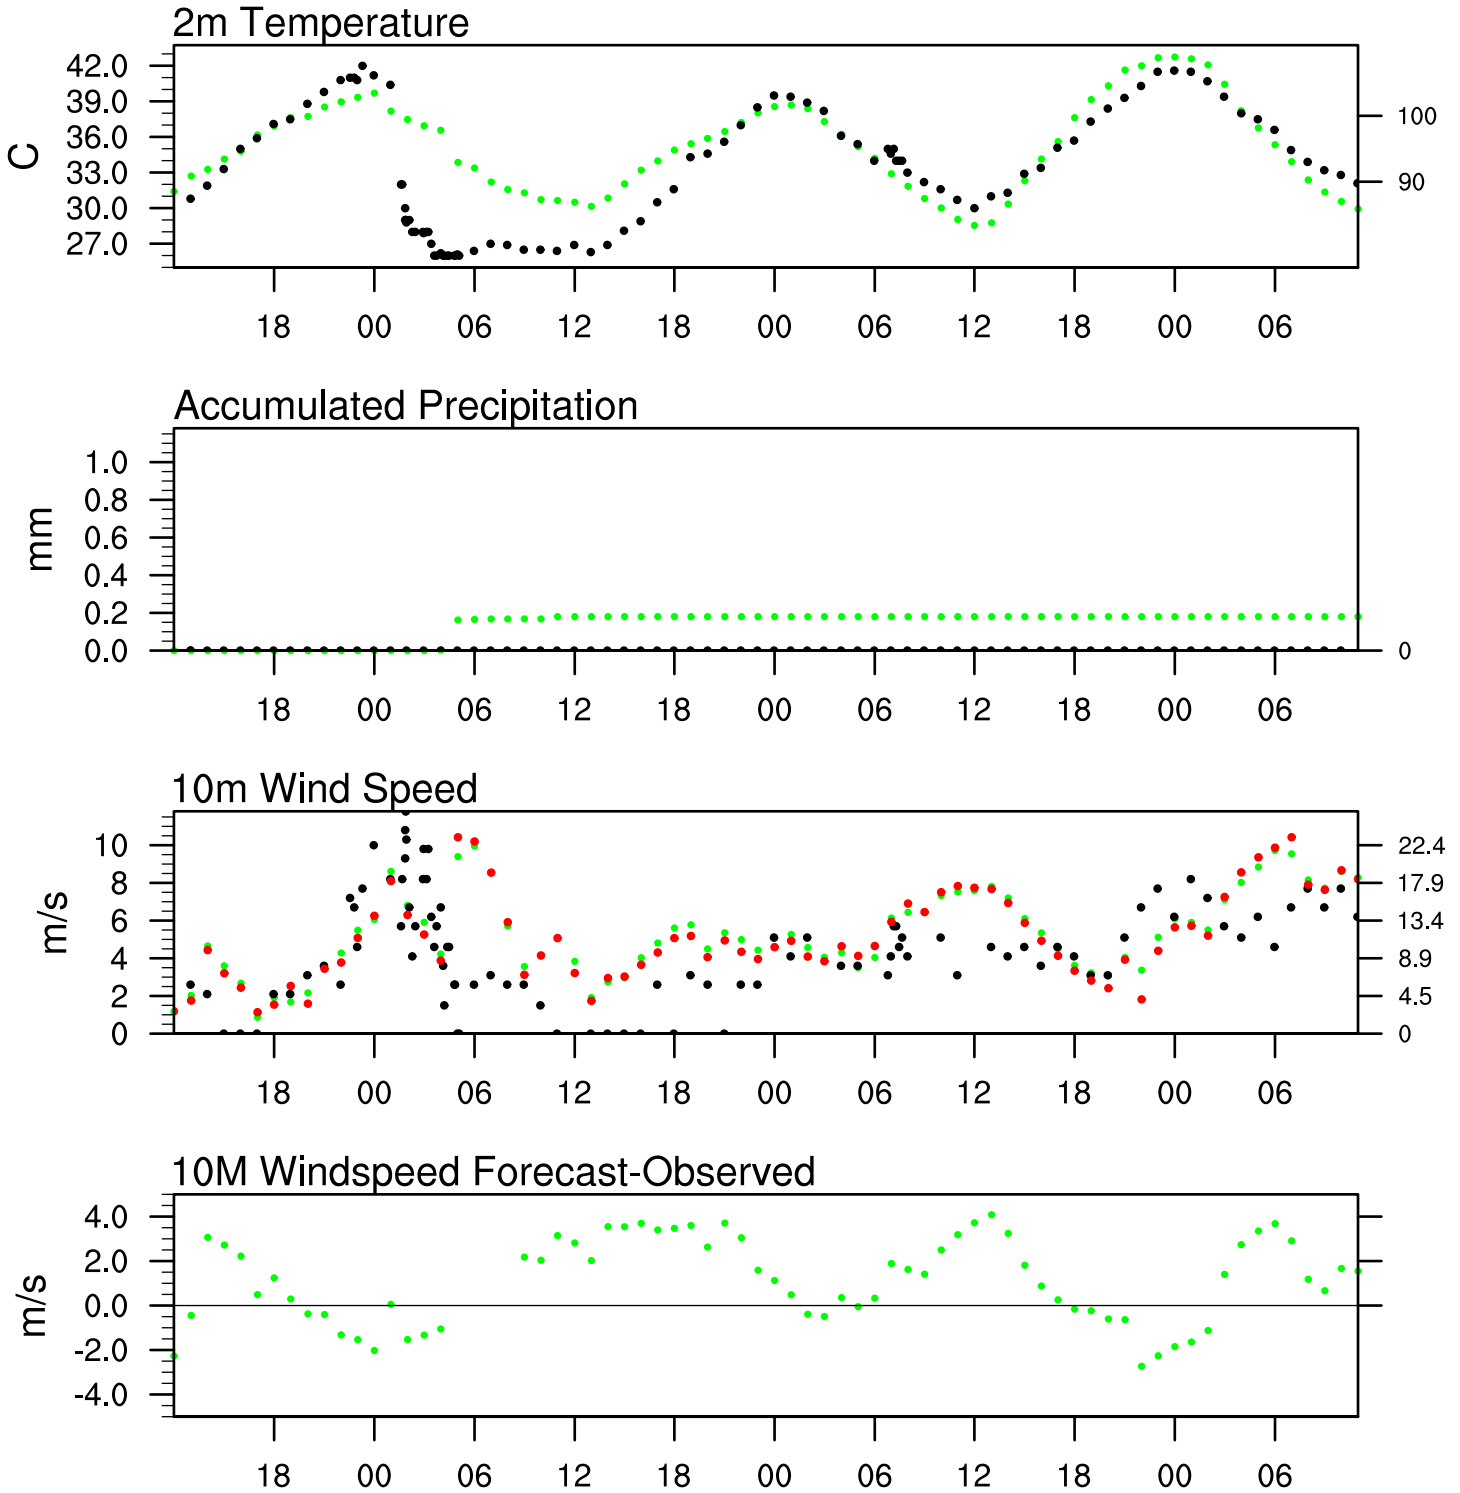 2m Temperature
42.0
39.0
36.0
33.0
30.0
27.0
C
100
90
18 00 06 12 18 00 06 12 18 00 06
Accumulated Precipitation
1.0
0.8
0.6
0.4
0.2
0.0
mm
0
18 00 06 12 18 00 06 12 18 00 06
10m Wind Speed
10
8
6
4
2
0
m/s
22.4
17.9
13.4
8.9
4.5
0
18 00 06 12 18 00 06 12 18 00 06
10M Windspeed Forecast-Observed
4.0
2.0
0.0
-2.0
-4.0
m/s
18 00 06 12 18 00 06 12 18 00 06